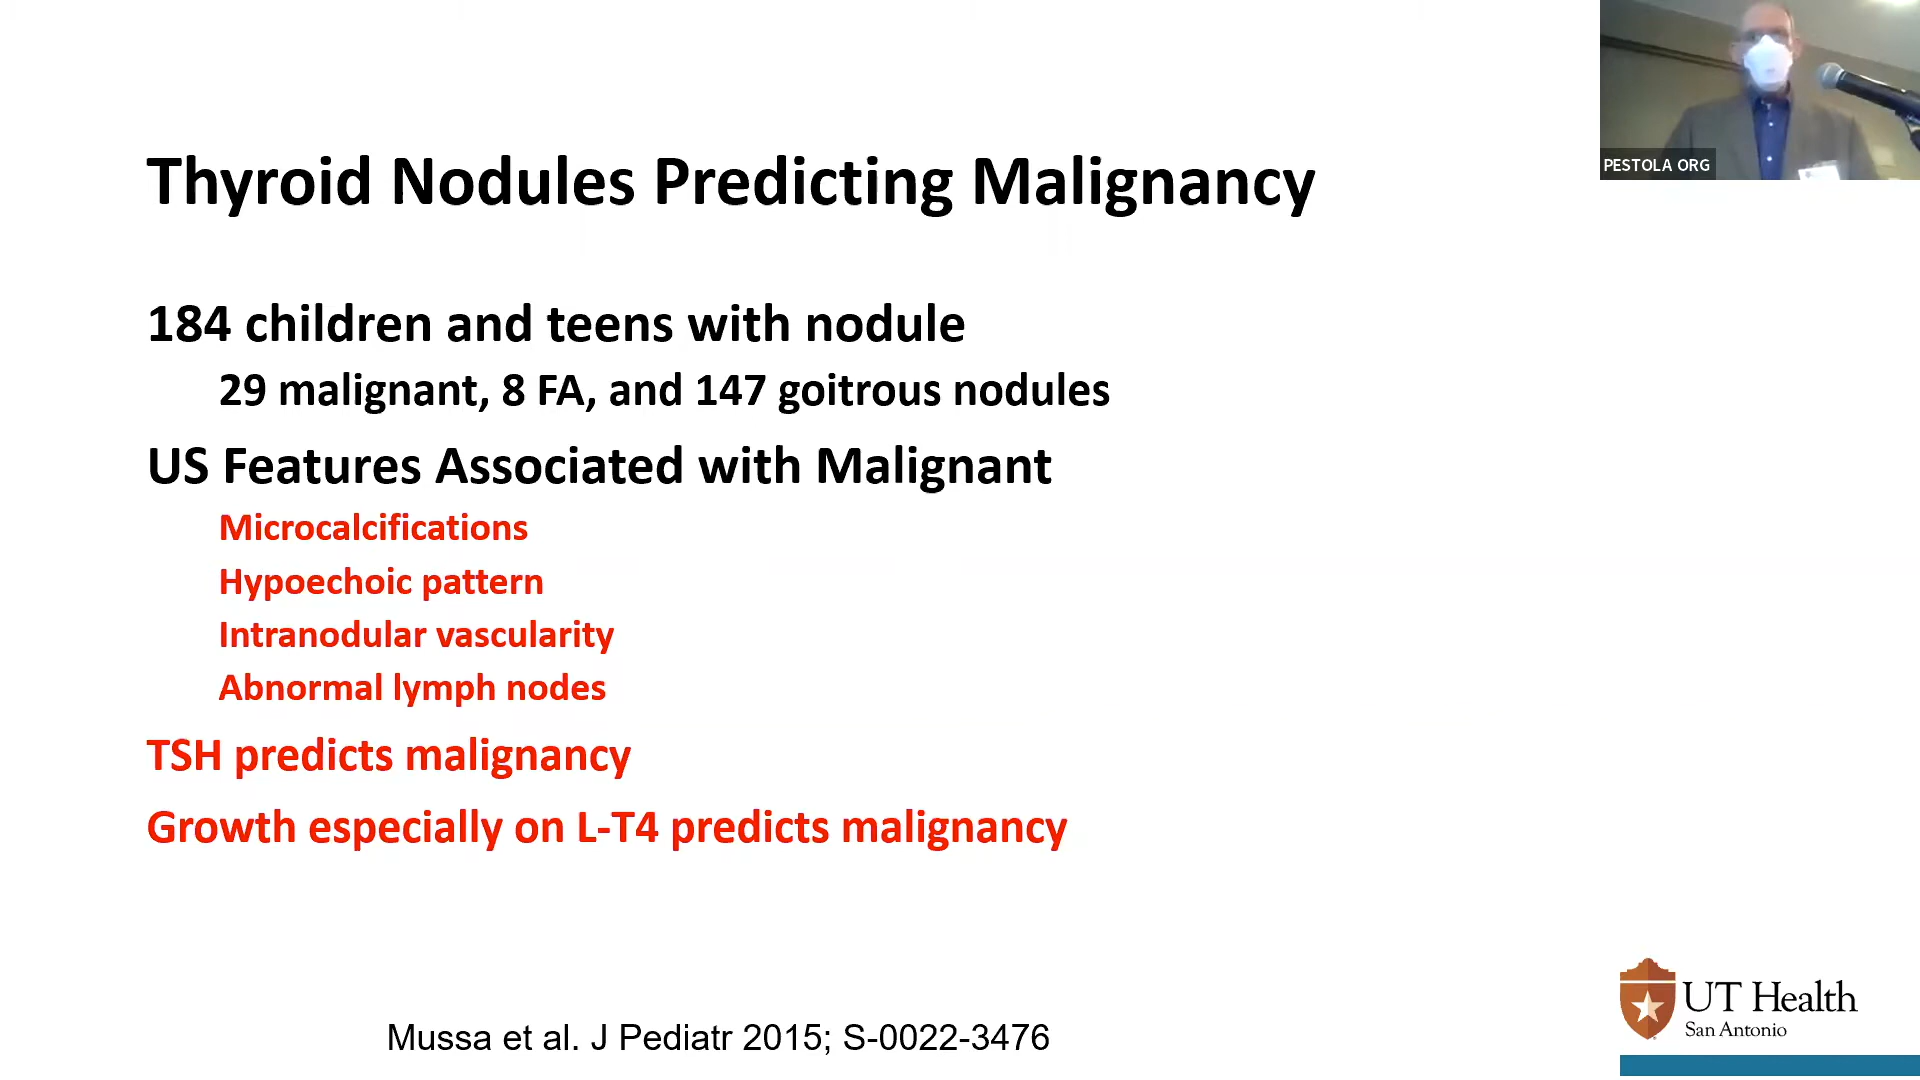 PESTOLA ORG
Thyroid Nodules Predicting Malignancy
184 children and teens with nodule
29 malignant, 8 FA, and 147 goitrous nodules
US Features Associated with Malignant
Microcalcifications
Hypoechoic pattern
Intranodular vascularity
Abnormal lymph nodes
TSH predicts malignancy
Growth especially on L-T4 predicts malignancy
Mussa et al. J Pediatr 2015; S-0022-3476
UT Health
San Antonio